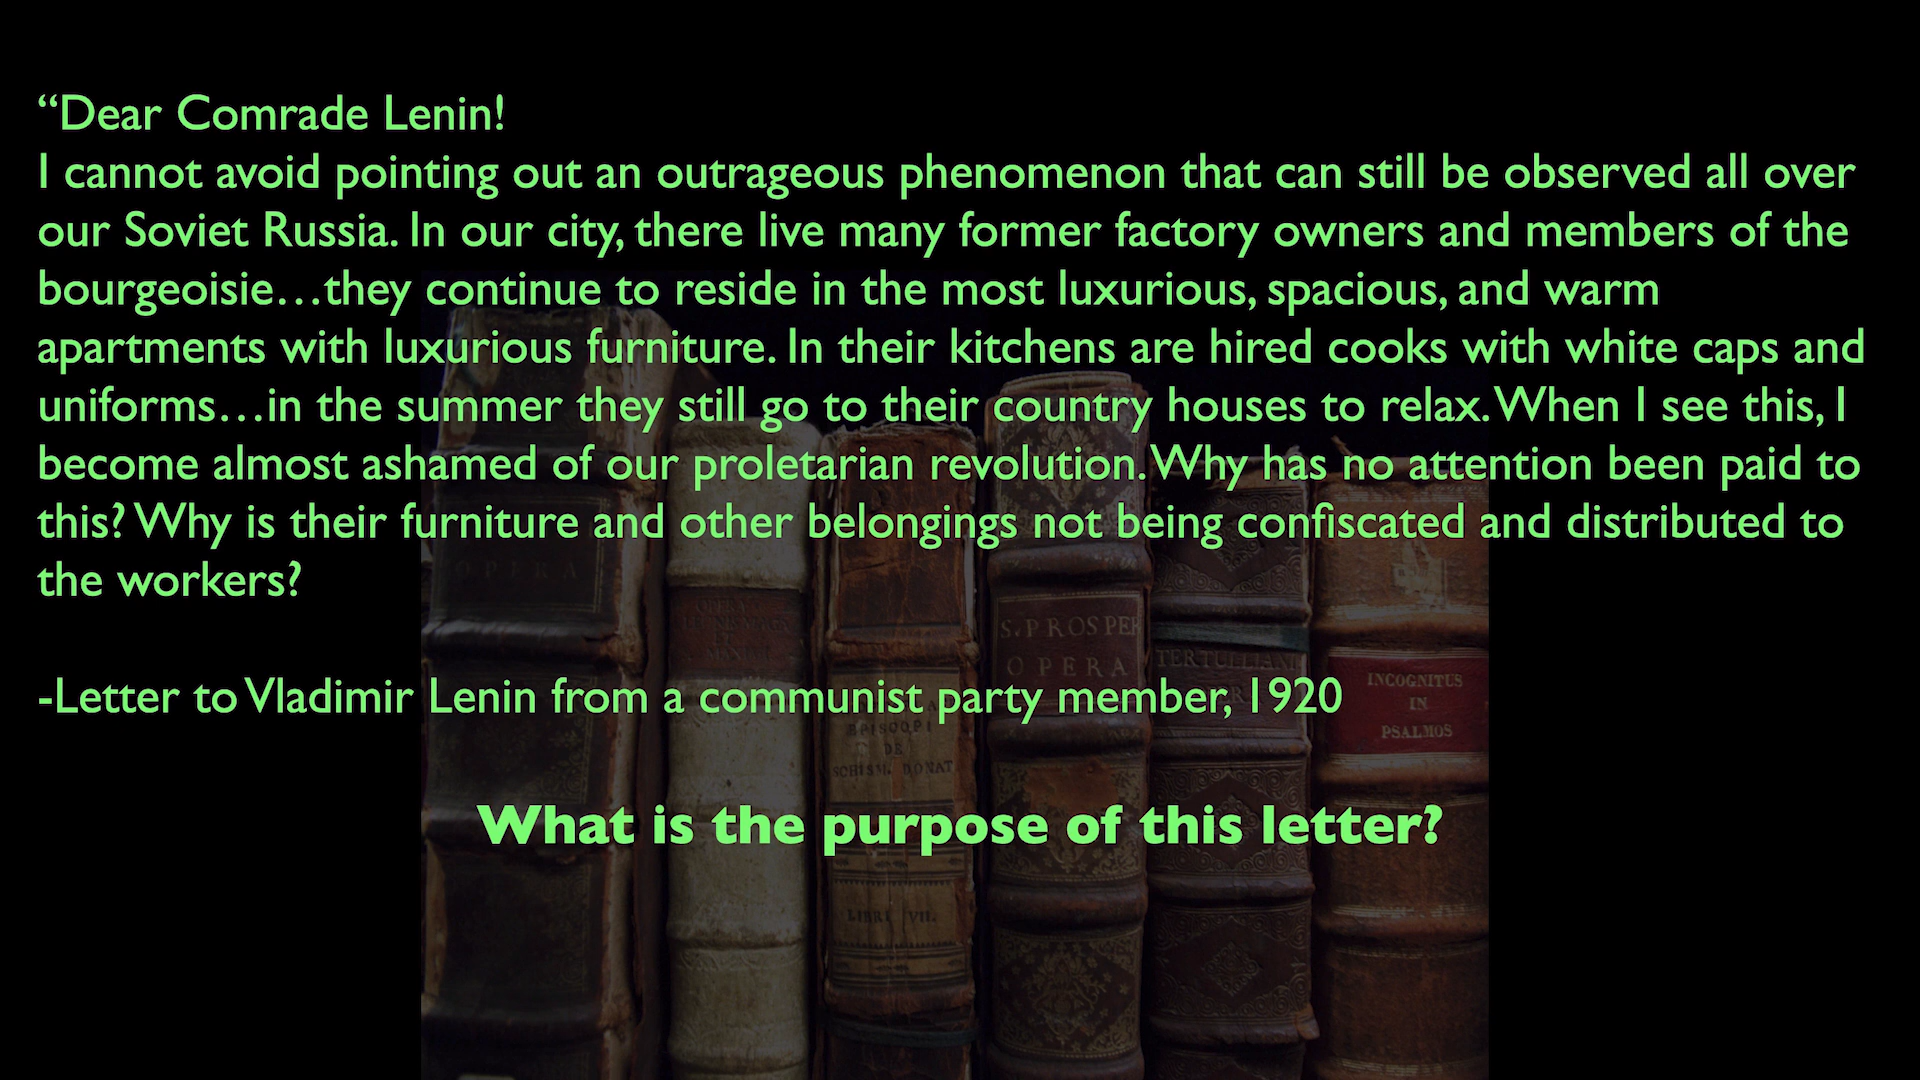 “Dear Comrade Lenin!
I cannot avoid pointing out an outrageous phenomenon that can still be observed all over
our Soviet Russia. In our city, there live many former factory owners and members of the
bourgeoisie…they continue to reside in the most luxurious, spacious, and warm
apartments with luxurious furniture. In their kitchens are hired cooks with white caps and
uniforms…in the summer they still go to their country houses to relax. When I see this, I
become almost ashamed of our proletarian revolution. Why has no attention been paid to
this? Why is their furniture and other belongings not being confiscated and distributed to
the workers?
-Letter to Vladimir Lenin from a communist party member, 1920
What is the purpose of this letter?
OPERA
OPERA
S. PROSPER
OPERA
TERTULLIANI
INCOGNITUS
IN
PSALMOS
EPISCOPI
DE
SCHISM. DONAT
LIBRI VII.